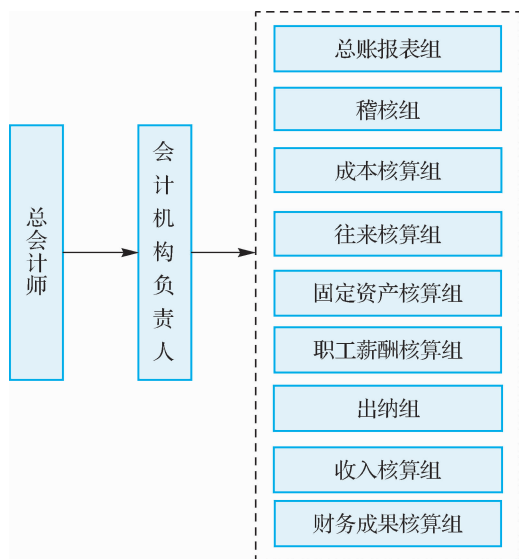 总会计师
会计机构负责人
总账报表组
稽核组
成本核算组
往来核算组
固定资产核算组
职工薪酬核算组
出纳组
收入核算组
财务成果核算组